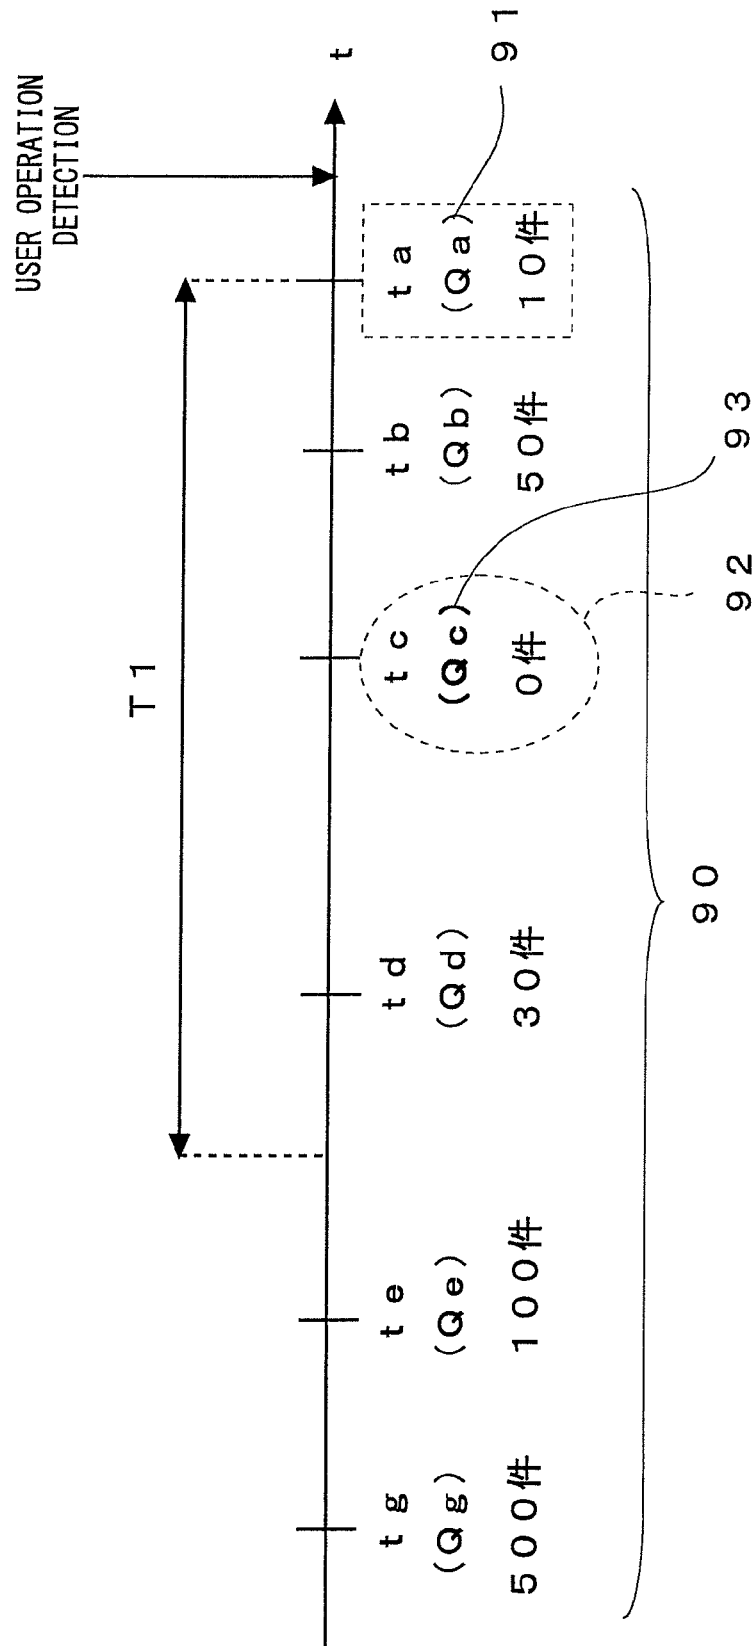 USER OPERATION
DETECTION
T1
t
tg
(Qg)
500件
te
(Qe)
100件
td
(Qd)
30件
tc
(Qc)
0件
tb
(Qb)
50件
ta
(Qa)
10件
91
93
92
90